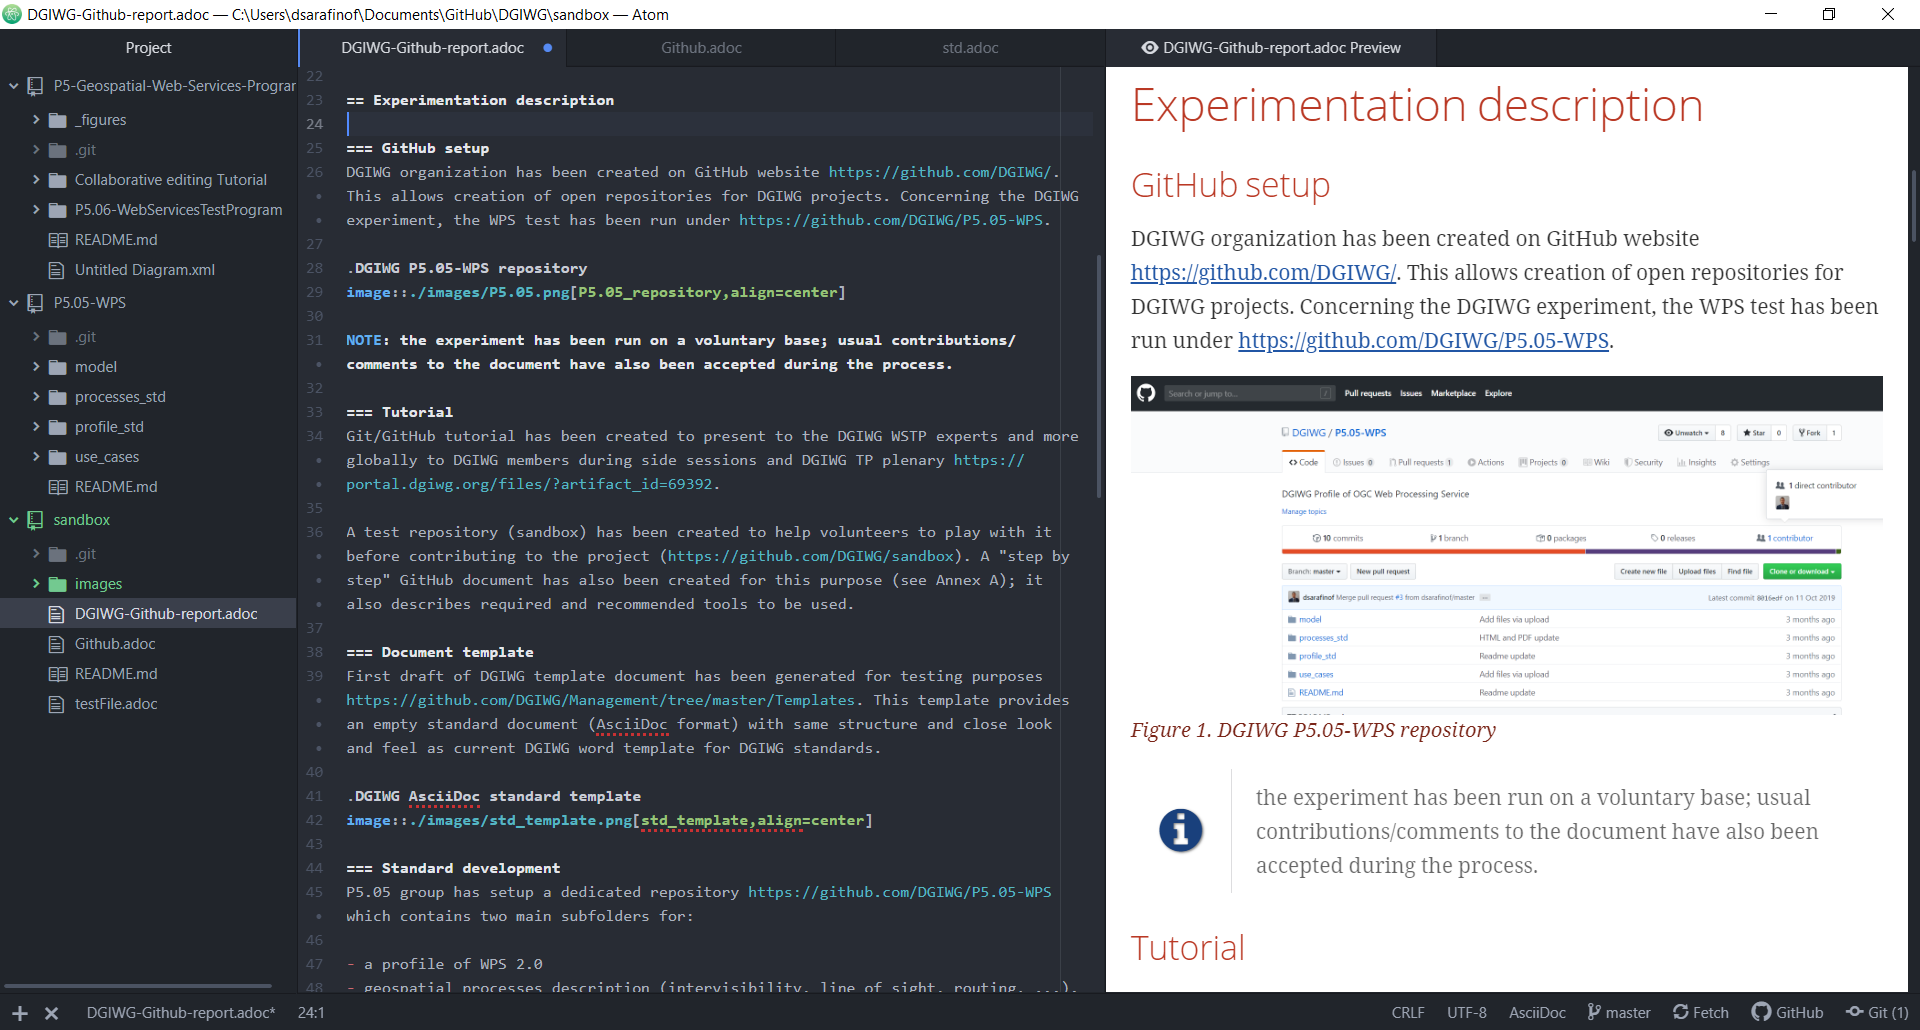 DGIWG-Github-report.adoc — C:\Users\dsarafinof\Documents\GitHub\DGIWG\sandbox — Atom
Project
P5-Geospatial-Web-Services-Prograr
_figures
.git
Collaborative editing Tutorial
P5.06-WebServicesTestProgram
README.md
Untitled Diagram.xml
P5.05-WPS
.git
model
processes_std
profile_std
use_cases
README.md
sandbox
.git
images
DGIWG-Github-report.adoc
Github.adoc
README.md
testFile.adoc
DGIWG-Github-report.adoc
Github.adoc
std.adoc
22
23 == Experimentation description
24
25 === GitHub setup
26 DGIWG organization has been created on GitHub website https://github.com/DGIWG/.
This allows creation of open repositories for DGIWG projects. Concerning the DGIWG
experiment, the WPS test has been run under https://github.com/DGIWG/P5.05-WPS.
27
28 .DGIWG P5.05-WPS repository
29 image::./images/P5.05.png[P5.05_repository,align=center]
30
31 NOTE: the experiment has been run on a voluntary base; usual contributions/
comments to the document have also been accepted during the process.
32
33 === Tutorial
34 Git/GitHub tutorial has been created to present to the DGIWG WSTP experts and more
globally to DGIWG members during side sessions and DGIWG TP plenary https://
portal.dgiwg.org/files/?artifact_id=69392.
35
36 A test repository (sandbox) has been created to help volunteers to play with it
before contributing to the project (https://github.com/DGIWG/sandbox). A "step by
step" GitHub document has also been created for this purpose (see Annex A); it
also describes required and recommended tools to be used.
37
38 === Document template
39 First draft of DGIWG template document has been generated for testing purposes
https://github.com/DGIWG/Management/tree/master/Templates. This template provides
an empty standard document (AsciiDoc format) with same structure and close look
and feel as current DGIWG word template for DGIWG standards.
40
41 .DGIWG AsciiDoc standard template
42 image::./images/std_template.png[std_template,align=center]
43
44 === Standard development
45 P5.05 group has setup a dedicated repository https://github.com/DGIWG/P5.05-WPS
which contains two main subfolders for:
46
47 - a profile of WPS 2.0
48 - geospatial processes description (intervisibility, line of sight, routing, ...).
DGIWG-Github-report.adoc Preview
Experimentation description
GitHub setup
DGIWG organization has been created on GitHub website
https://github.com/DGIWG/. This allows creation of open repositories for
DGIWG projects. Concerning the DGIWG experiment, the WPS test has been
run under https://github.com/DGIWG/P5.05-WPS.
Search or jump to... / Pull requests Issues Marketplace Explore
DGIWG / P5.05-WPS Unwatch 8 Star 0 Fork 1
Code Issues 0 Pull requests 1 Actions Projects 0 Wiki Security Insights Settings
1 direct contributor
DGIWG Profile of OGC Web Processing Service
Manage topics
10 commits 1 branch 0 packages 0 releases 1 contributor
Branch: master New pull request Create new file Upload files Find file Clone or download
dsarafinof Merge pull request #3 from dsarafinof/master ... Latest commit 8016edf on 11 Oct 2019
model Add files via upload 3 months ago
processes_std HTML and PDF update 3 months ago
profile_std Readme update 3 months ago
use_cases Add files via upload 3 months ago
README.md Readme update 3 months ago
Figure 1. DGIWG P5.05-WPS repository
the experiment has been run on a voluntary base; usual
contributions/comments to the document have also been
accepted during the process.
Tutorial
DGIWG-Github-report.adoc* 24:1 CRLF UTF-8 AsciiDoc master Fetch GitHub Git (1)